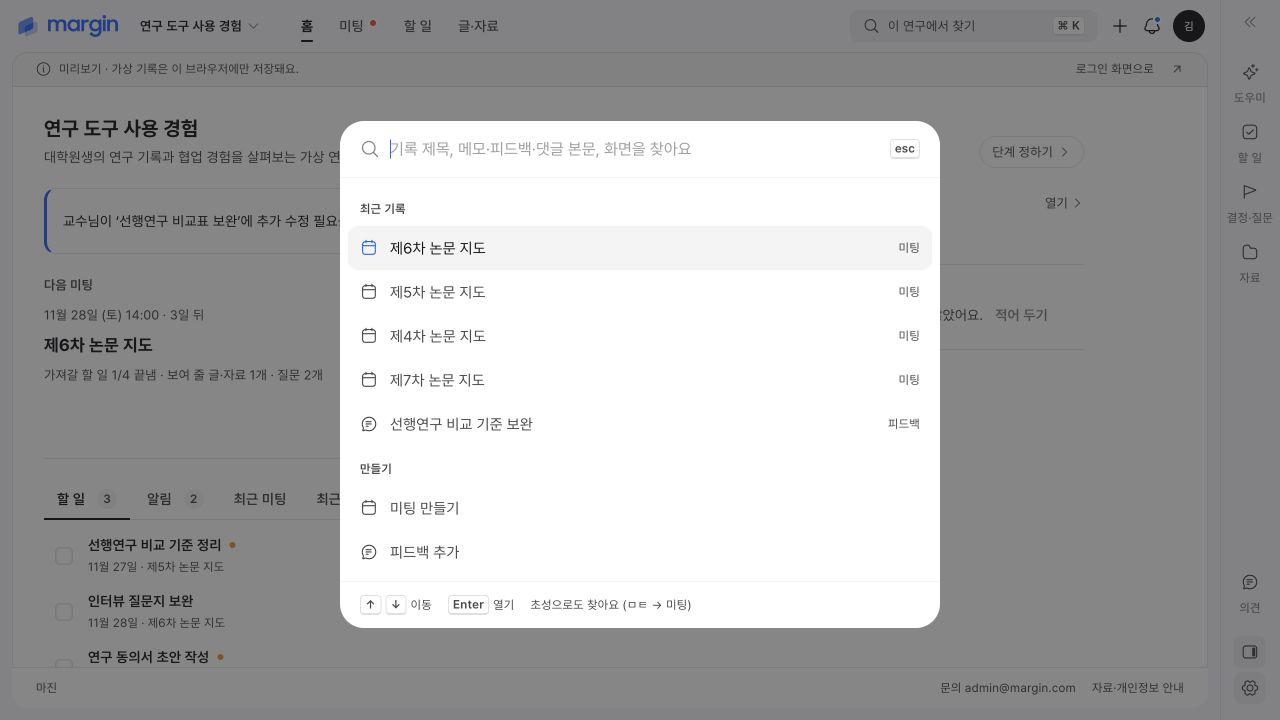 margin 연구 도구 사용 경험 홈 미팅 할 일 글·자료 이 연구에서 찾기 ⌘ K 김
미리보기 · 가상 기록은 이 브라우저에만 저장돼요. 로그인 화면으로
연구 도구 사용 경험
대학원생의 연구 기록과 협업 경험을 살펴보는 가상 연
단계 정하기
교수님이 ‘선행연구 비교표 보완’에 추가 수정 필요
열기
다음 미팅
11월 28일 (토) 14:00 · 3일 뒤
제6차 논문 지도
가져갈 할 일 1/4 끝냄 · 보여 줄 글·자료 1개 · 질문 2개
았어요. 적어 두기
할 일 3 알림 2 최근 미팅 최근
선행연구 비교 기준 정리
11월 27일 · 제5차 논문 지도
인터뷰 질문지 보완
11월 28일 · 제6차 논문 지도
연구 동의서 초안 작성
마진 문의 admin@margin.com 자료·개인정보 안내
도우미
할 일
결정·질문
자료
의견
기록 제목, 메모·피드백·댓글 본문, 화면을 찾아요 esc
최근 기록
제6차 논문 지도 미팅
제5차 논문 지도 미팅
제4차 논문 지도 미팅
제7차 논문 지도 미팅
선행연구 비교 기준 보완 피드백
만들기
미팅 만들기
피드백 추가
↑ ↓ 이동 Enter 열기 초성으로도 찾아요 (ㅁㅌ → 미팅)